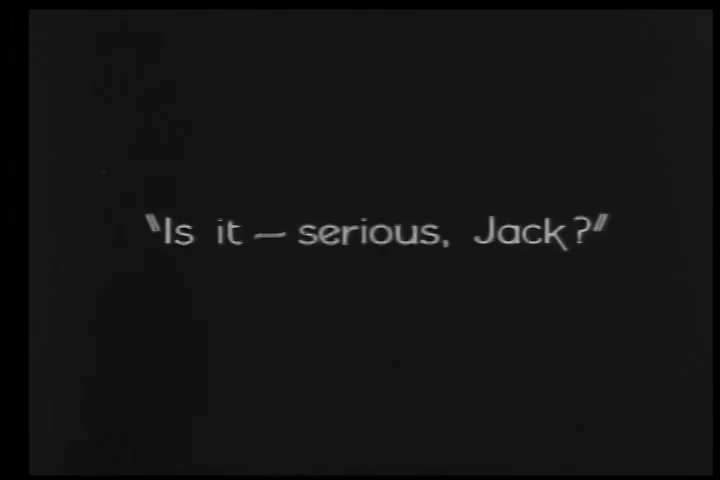 "Is it — serious, Jack?"